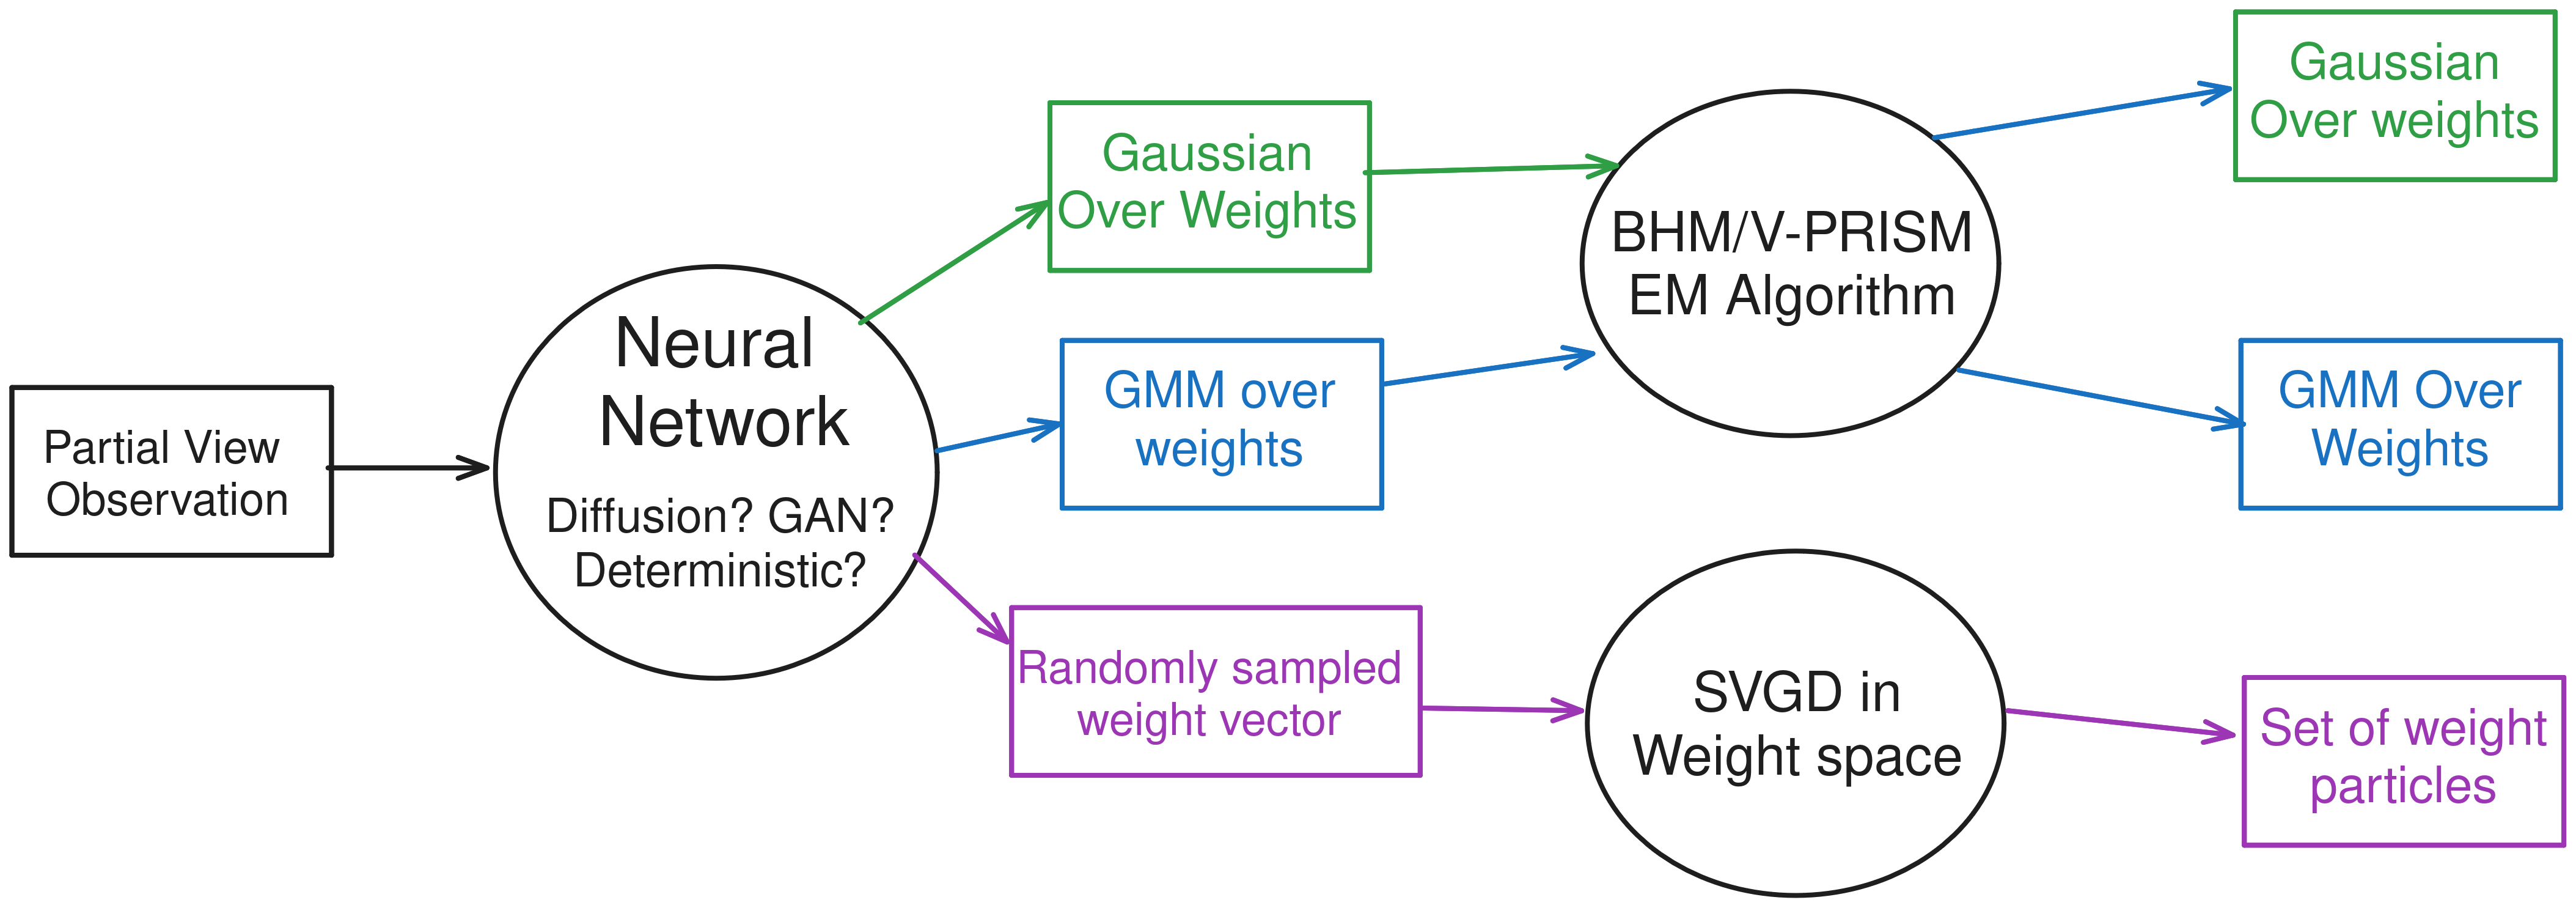 Partial View
Observation
Neural
Network
Diffusion? GAN?
Deterministic?
Gaussian
Over Weights
GMM over
weights
Randomly sampled
weight vector
BHM/V-PRISM
EM Algorithm
SVGD in
Weight space
Gaussian
Over weights
GMM Over
Weights
Set of weight
particles